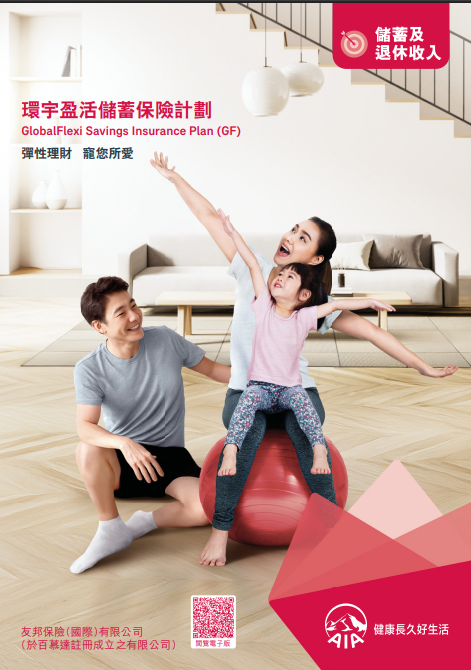 儲蓄及
退休收入
環宇盈活儲蓄保險計劃
GlobalFlexi Savings Insurance Plan (GF)
彈性理財 寵您所愛
友邦保險(國際)有限公司
(於百慕達註冊成立之有限公司)
閱覽電子版
AIA
健康長久好生活